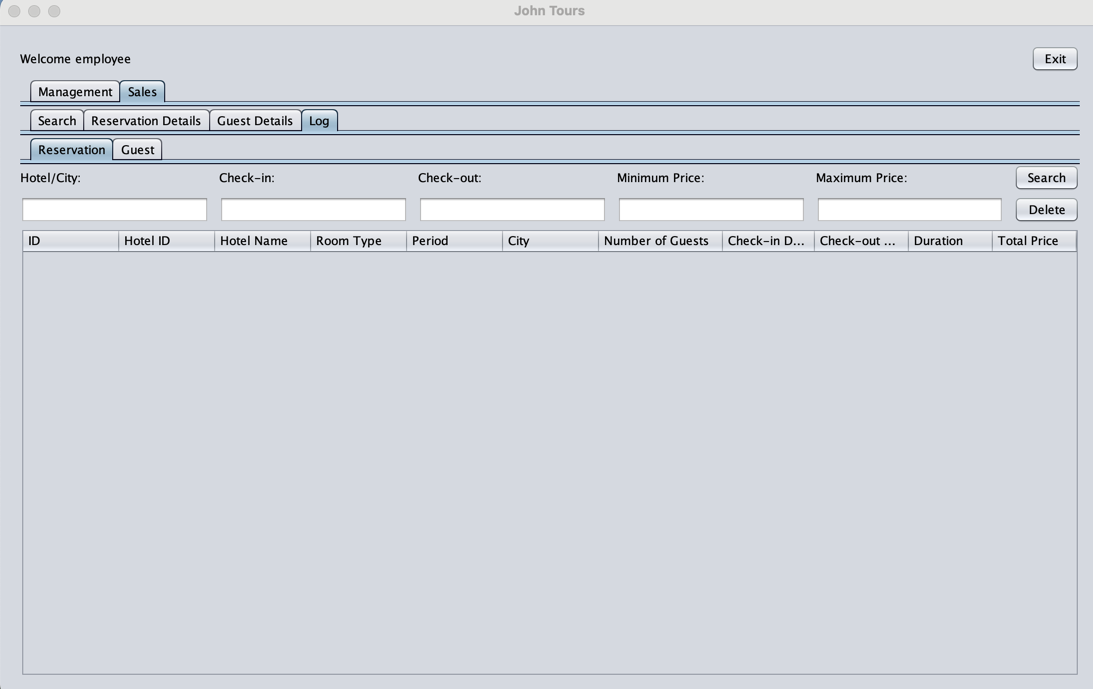 John Tours
Welcome employee Exit
Management Sales
Search Reservation Details Guest Details Log
Reservation Guest
Hotel/City: Check-in: Check-out: Minimum Price: Maximum Price: Search
Delete
ID Hotel ID Hotel Name Room Type Period City Number of Guests Check-in D... Check-out ... Duration Total Price